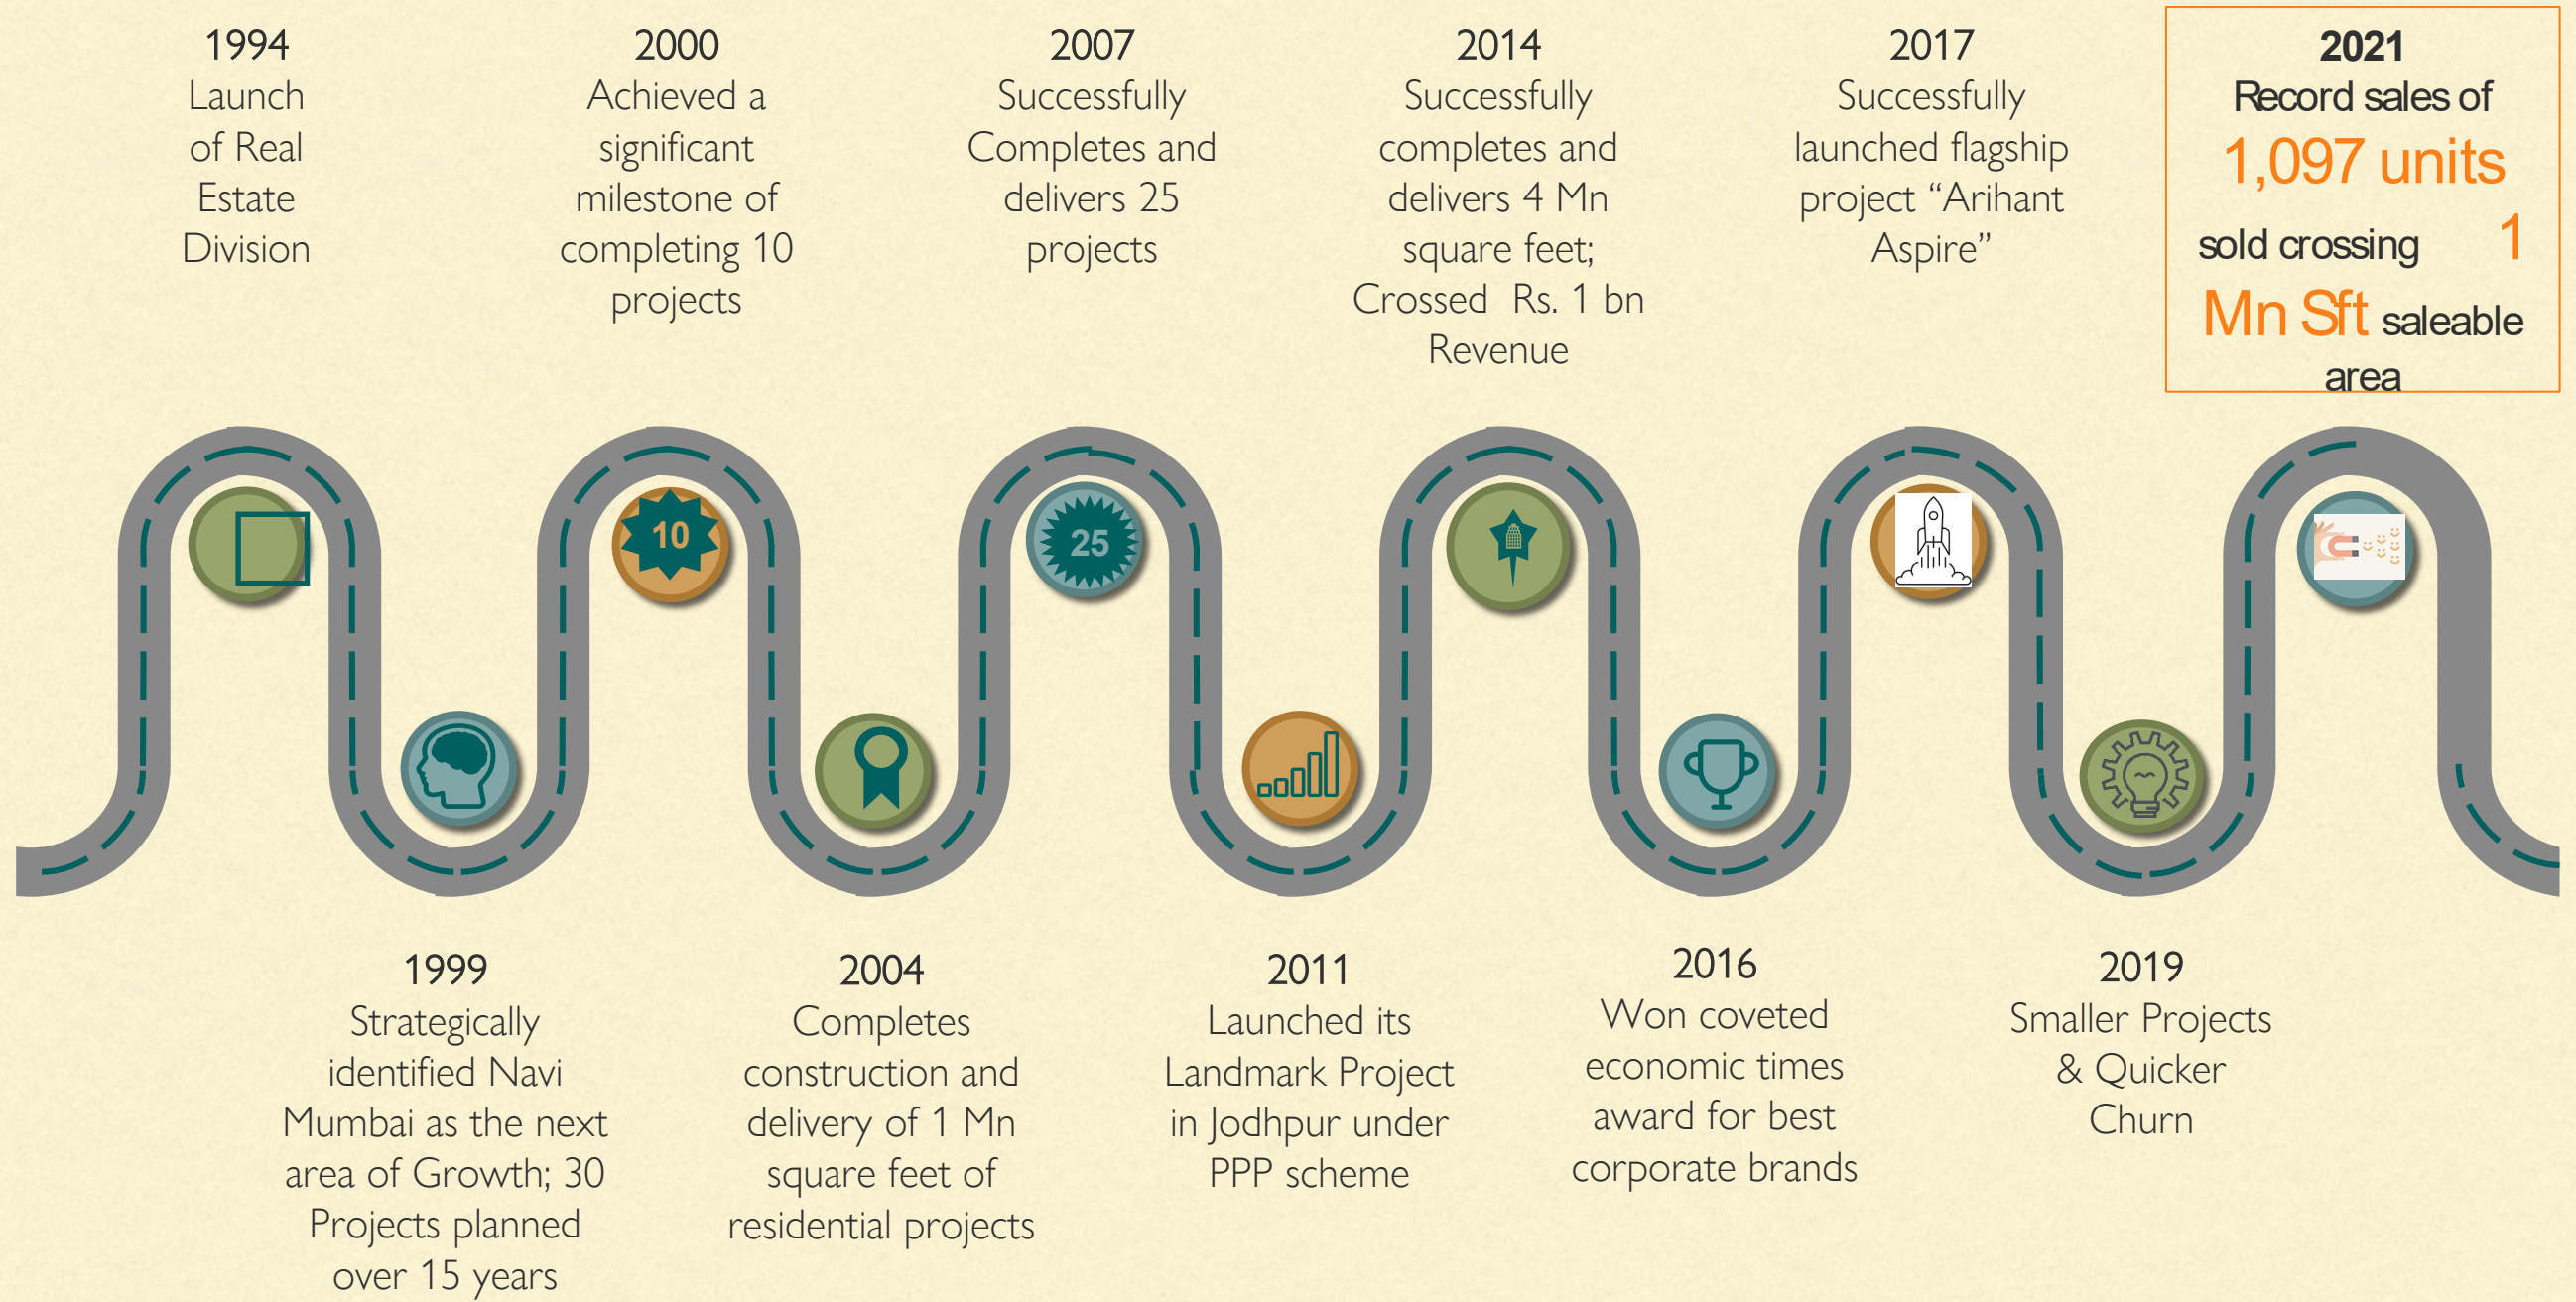 1994
Launch
of Real
Estate
Division
2000
Achieved a
significant
milestone of
completing 10
projects
2007
Successfully
Completes and
delivers 25
projects
2014
Successfully
completes and
delivers 4 Mn
square feet;
Crossed Rs. 1 bn
Revenue
2017
Successfully
launched flagship
project “Arihant
Aspire”
2021
Record sales of
1,097 units
sold crossing 1
Mn Sft saleable
area
10
25
1999
Strategically
identified Navi
Mumbai as the next
area of Growth; 30
Projects planned
over 15 years
2004
Completes
construction and
delivery of 1 Mn
square feet of
residential projects
2011
Launched its
Landmark Project
in Jodhpur under
PPP scheme
2016
Won coveted
economic times
award for best
corporate brands
2019
Smaller Projects
& Quicker
Churn